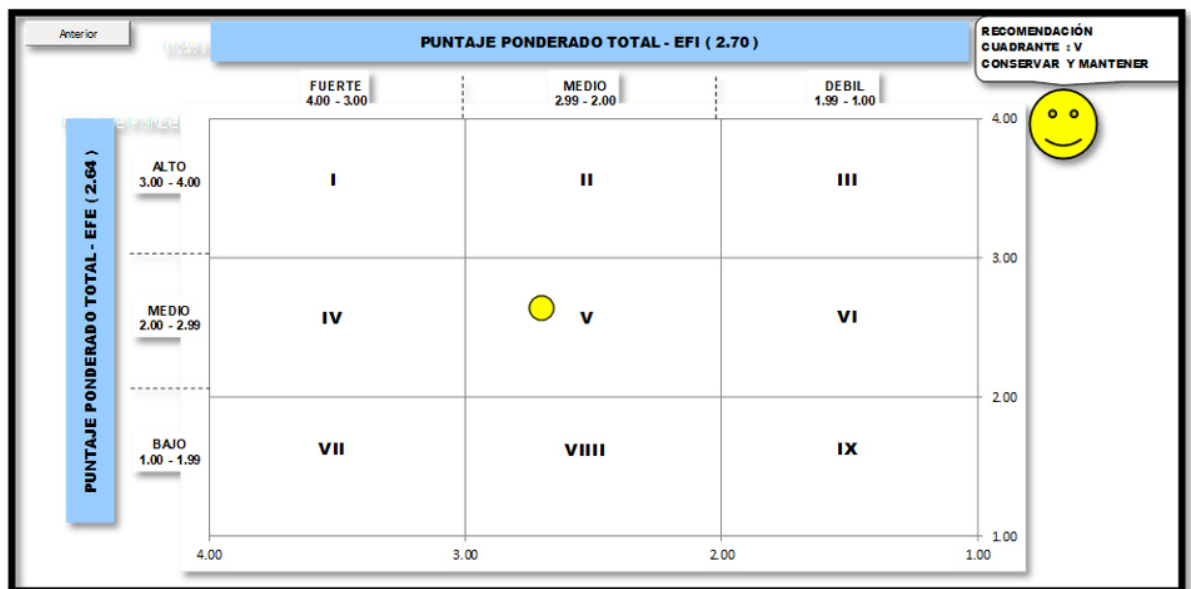 Anterior
PUNTAJE PONDERADO TOTAL - EFI ( 2.70 )
RECOMENDACIÓN
CUADRANTE : V
CONSERVAR Y MANTENER
FUERTE
4.00 - 3.00
MEDIO
2.99 - 2.00
DEBIL
1.99 - 1.00
PUNTAJE PONDERADO TOTAL - EFE ( 2.64 )
ALTO
3.00 - 4.00
MEDIO
2.00 - 2.99
BAJO
1.00 - 1.99
I
II
III
IV
V
VI
VII
VIIII
IX
4.00
3.00
2.00
1.00
4.00
3.00
2.00
1.00